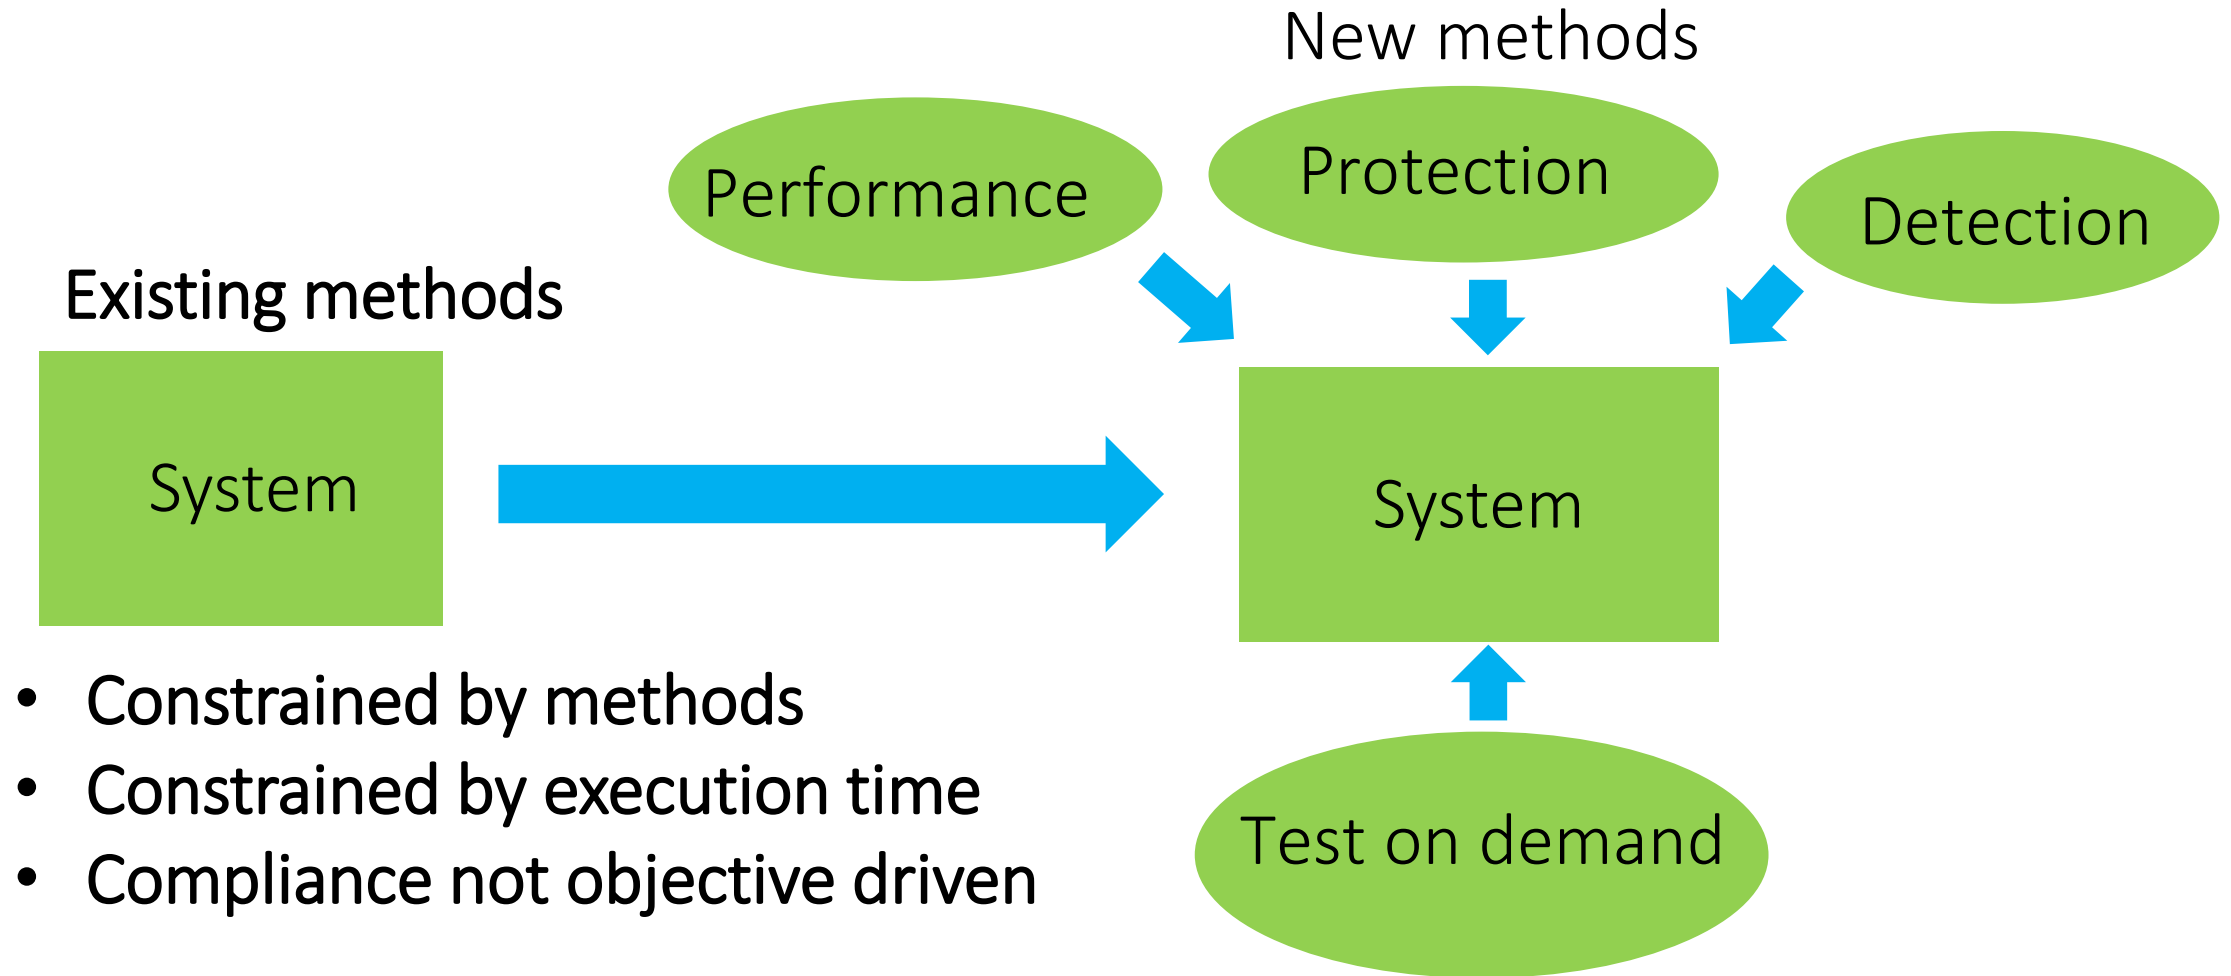 New methods
Performance
Protection
Detection
Existing methods
System
System
• Constrained by methods
• Constrained by execution time
• Compliance not objective driven
Test on demand